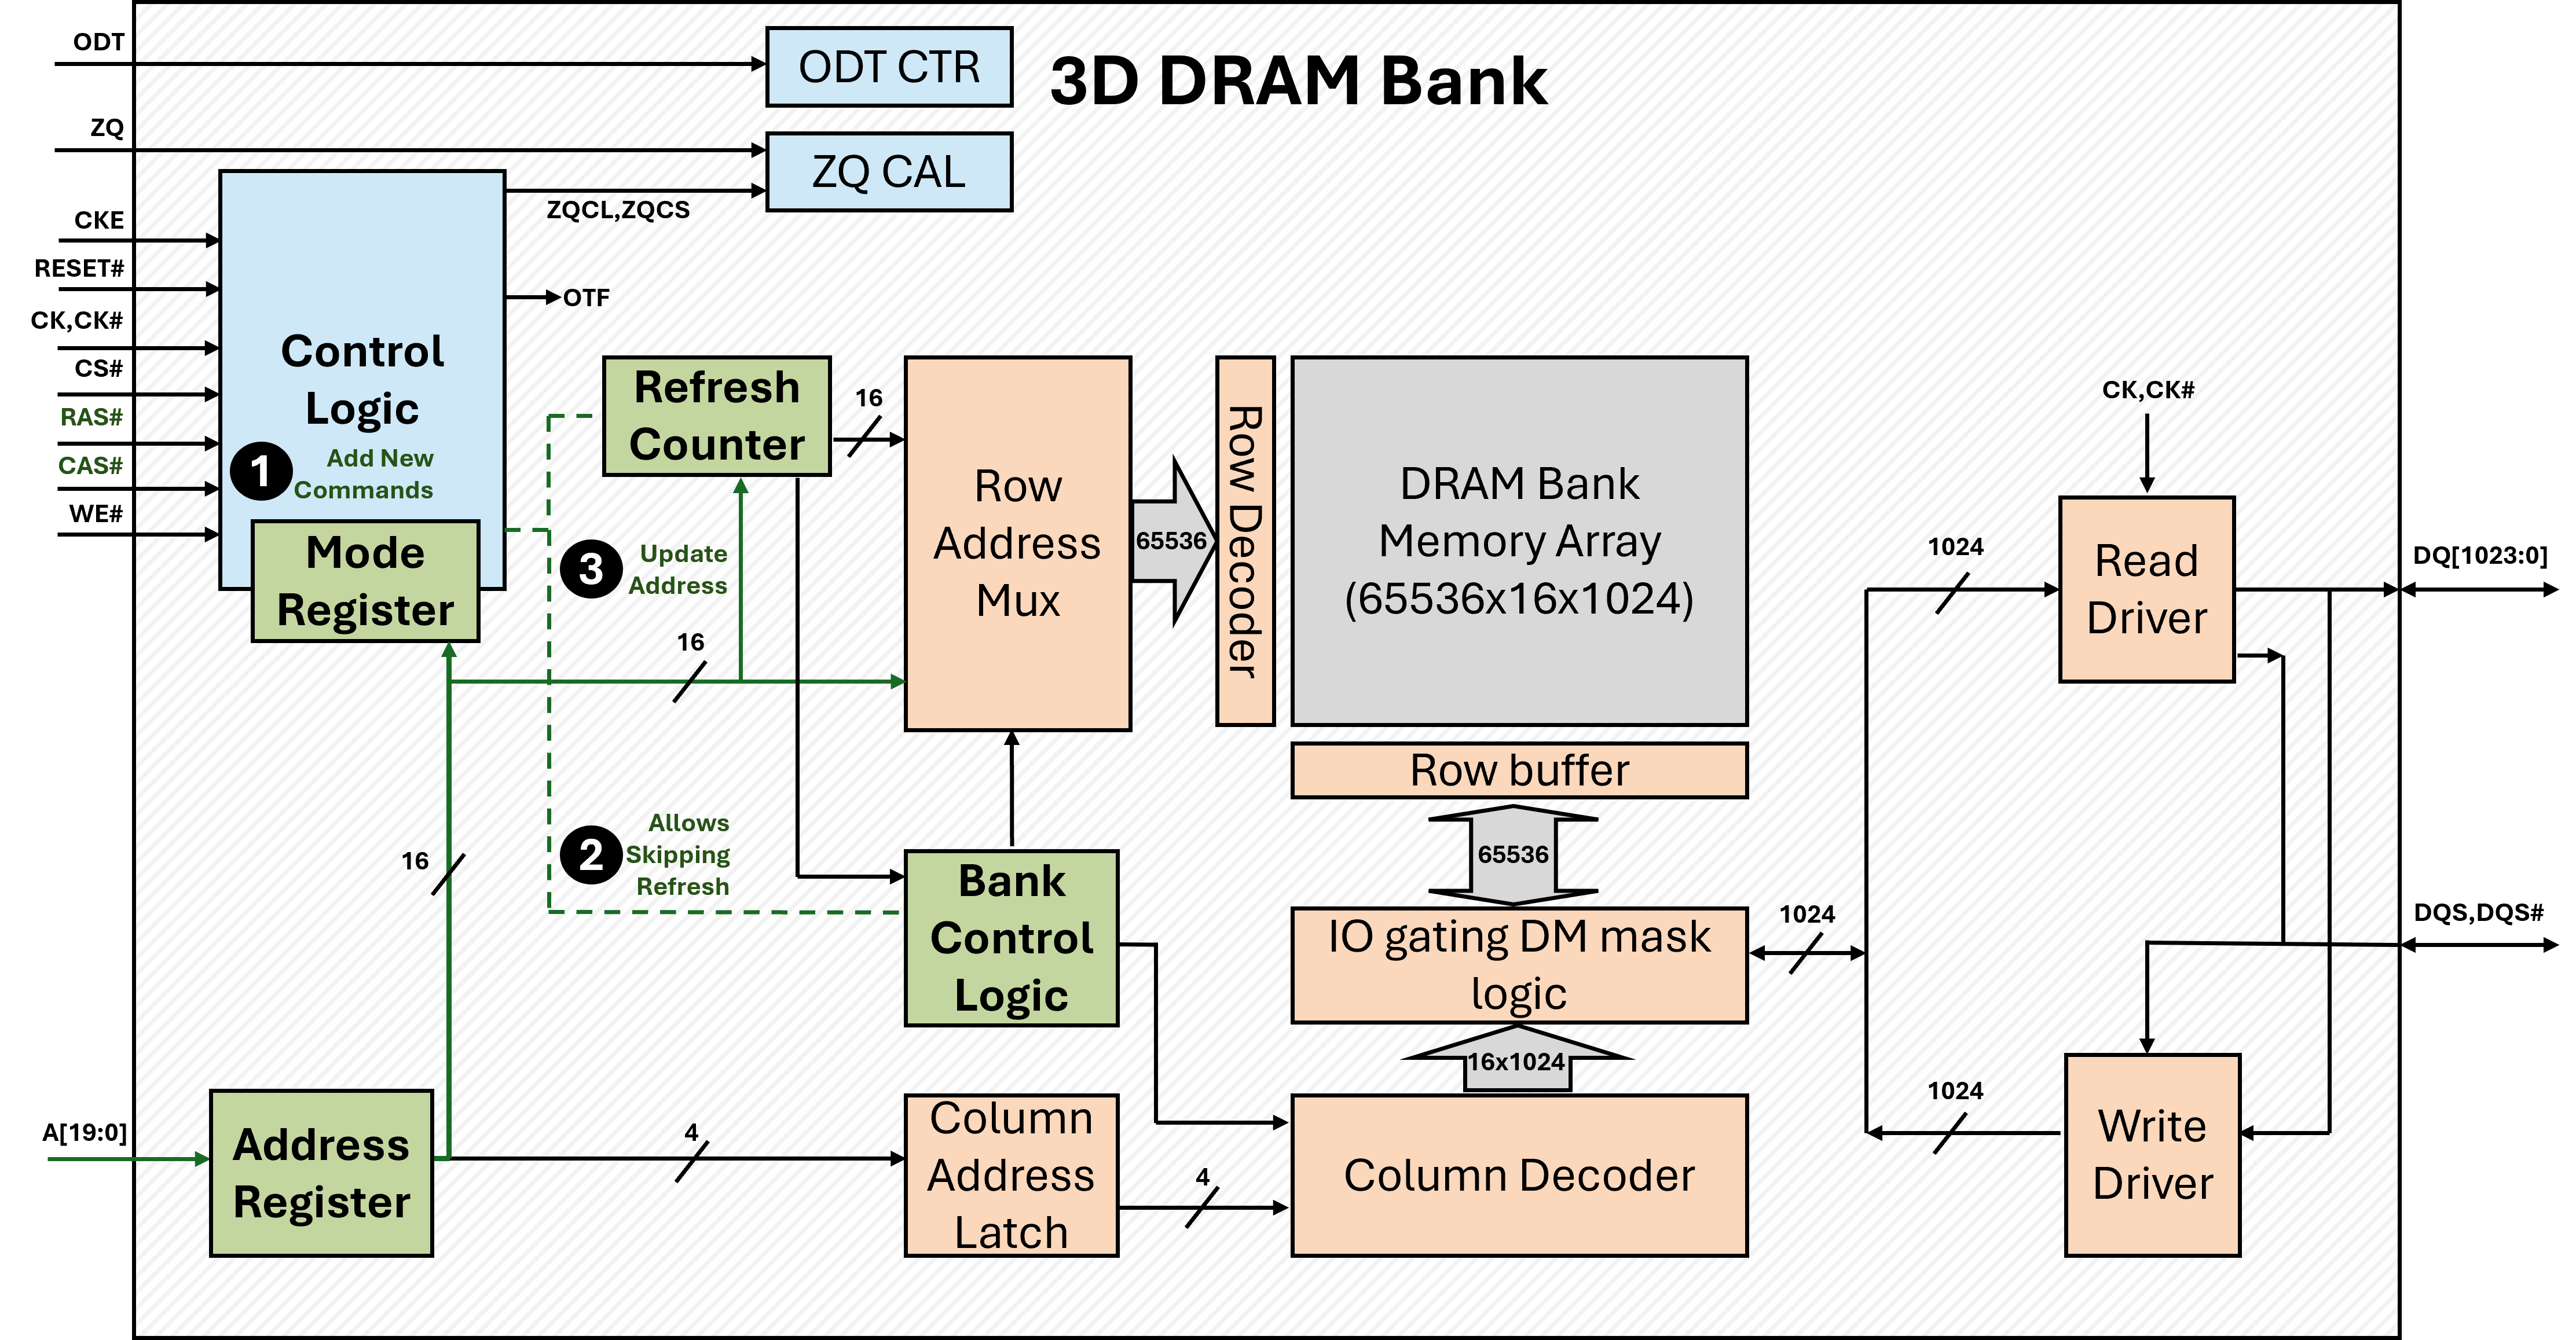 ODT
ODT CTR
3D DRAM Bank
ZQ
ZQ CAL
ZQCL,ZQCS
CKE
RESET#
OTF
CK,CK#
CS#
RAS#
CAS#
WE#
Control
Logic
1
Add New
Commands
Mode
Register
Refresh
Counter
16
3
Update
Address
16
Row
Address
Mux
65536
Row Decoder
DRAM Bank
Memory Array
(65536x16x1024)
Row buffer
65536
CK,CK#
1024
Read
Driver
DQ[1023:0]
16
2
Allows
Skipping
Refresh
Bank
Control
Logic
IO gating DM mask
logic
1024
DQS,DQS#
16x1024
A[19:0]
Address
Register
4
Column
Address
Latch
4
Column Decoder
1024
Write
Driver